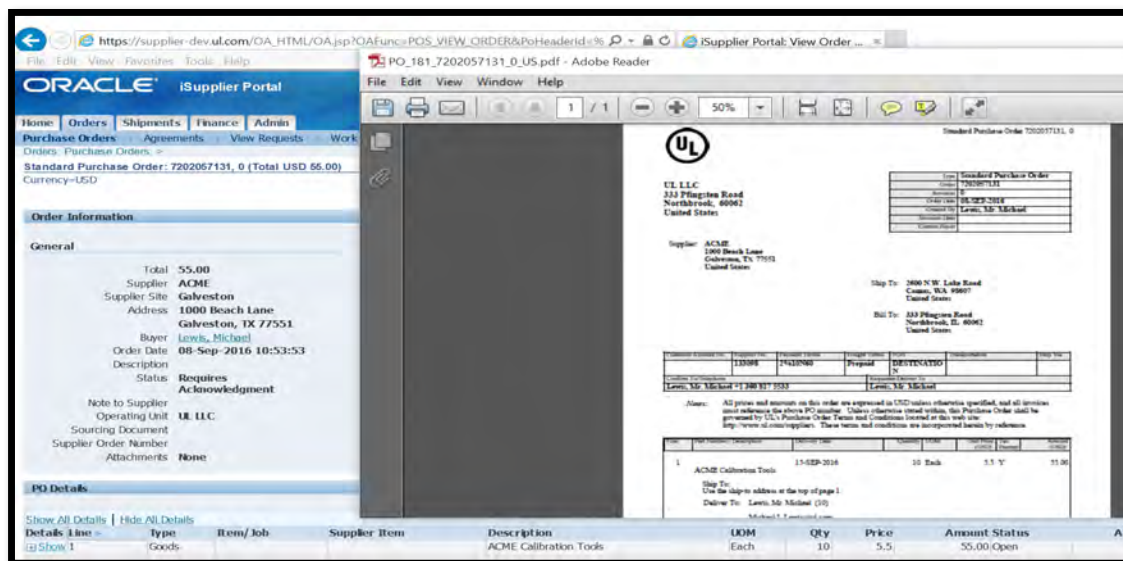 https://supplier-dev.ul.com/OA_HTML/OA.jsp?OAFunc=POS_VIEW_ORDER&PoHeaderId=%
iSupplier Portal: View Order ...
File Edit View Favorites Tools Help
PO_181_7202057131_0_US.pdf - Adobe Reader
File Edit View Window Help
1 / 1
50%
ORACLE iSupplier Portal
Home Orders Shipments Finance Admin
Purchase Orders Agreements View Requests Work
Orders: Purchase Orders >
Standard Purchase Order: 7202057131, 0 (Total USD 55.00)
Currency=USD
Order Information
General
Total 55.00
Supplier ACME
Supplier Site Galveston
Address 1000 Beach Lane
Galveston, TX 77551
Buyer Lewis, Michael
Order Date 08-Sep-2016 10:53:53
Description
Status Requires
Acknowledgment
Note to Supplier
Operating Unit UL LLC
Sourcing Document
Supplier Order Number
Attachments None
PO Details
Show All Details | Hide All Details
Details Line Type Item/Job Supplier Item Description UOM Qty Price Amount Status A
Show 1 Goods ACME Calibration Tools Each 10 5.5 55.00 Open
UL
Standard Purchase Order 7202057131, 0
UL LLC
333 Pfingsten Road
Northbrook, 60062
United States
Type Standard Purchase Order
Order 7202057131
Revision 0
Order Date 08-SEP-2016
Created By Lewis, Mr. Michael
Revision Date
Supplier: ACME
1000 Beach Lane
Galveston, TX 77551
United States
Ship To: 2600 N.W. Lake Road
Camas, WA 98607
United States
Bill To: 333 Pfingsten Road
Northbrook, IL 60062
United States
Prepaid DESTINATIO
N
Lewis, Mr. Michael
Notes: All prices and amounts on this order are expressed in USD unless otherwise specified, and all invoices
must reference the above PO number. Unless otherwise stated within, this Purchase Order shall be
governed by UL's Purchase Order Terms and Conditions located at this web site:
http://www.ul.com/suppliers. These terms and conditions are incorporated herein by reference.
1 15-SEP-2016 10 Each 5.5 Y 55.00
ACME Calibration Tools
Ship To:
Use the ship-to address at the top of page 1
Deliver To: Lewis, Mr. Michael (10)